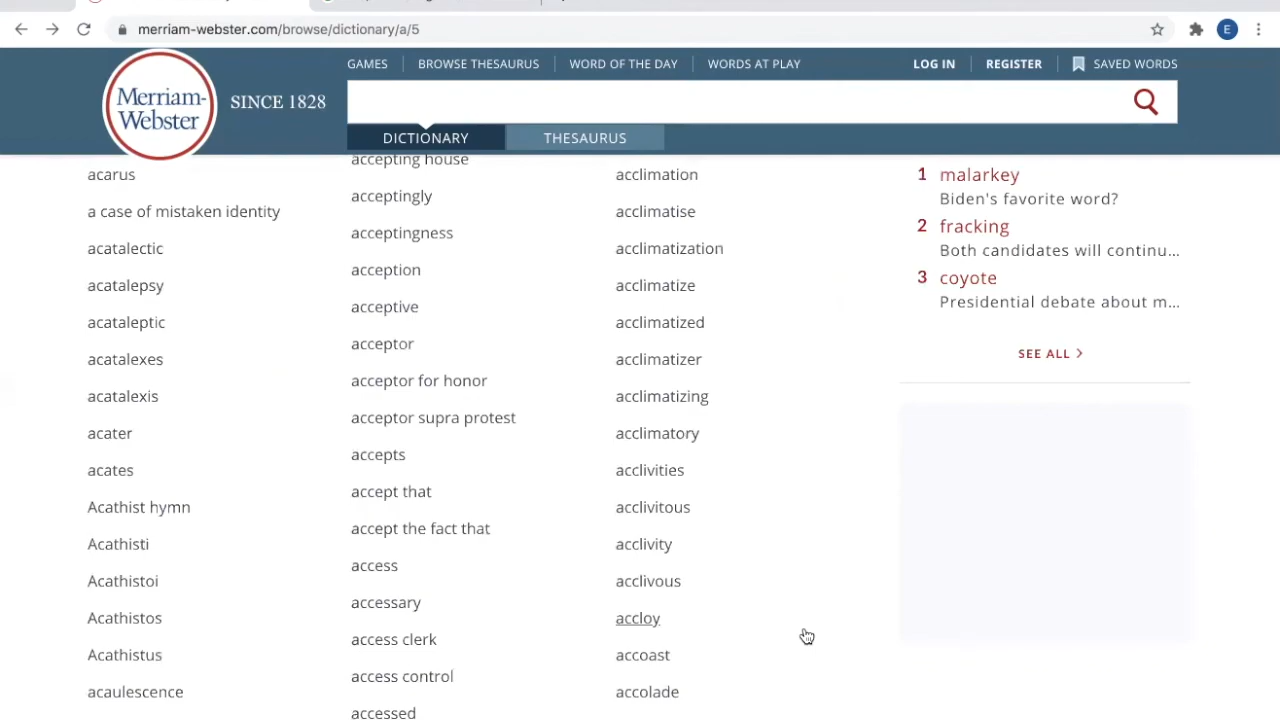 merriam-webster.com/browse/dictionary/a/5
E
GAMES
BROWSE THESAURUS
WORD OF THE DAY
WORDS AT PLAY
LOG IN
REGISTER
SAVED WORDS
Merriam-
Webster
SINCE 1828
DICTIONARY
THESAURUS
acarus
a case of mistaken identity
acatalectic
acatalepsy
acataleptic
acatalexes
acatalexis
acater
acates
Acathist hymn
Acathisti
Acathistoi
Acathistos
Acathistus
acaulescence
accepting house
acceptingly
acceptingness
acception
acceptive
acceptor
acceptor for honor
acceptor supra protest
accepts
accept that
accept the fact that
access
accessary
access clerk
access control
accessed
acclimation
acclimatise
acclimatization
acclimatize
acclimatized
acclimatizer
acclimatizing
acclimatory
acclivities
acclivitous
acclivity
acclivous
accloy
accoast
accolade
1 malarkey
Biden's favorite word?
2 fracking
Both candidates will continu...
3 coyote
Presidential debate about m...
SEE ALL >